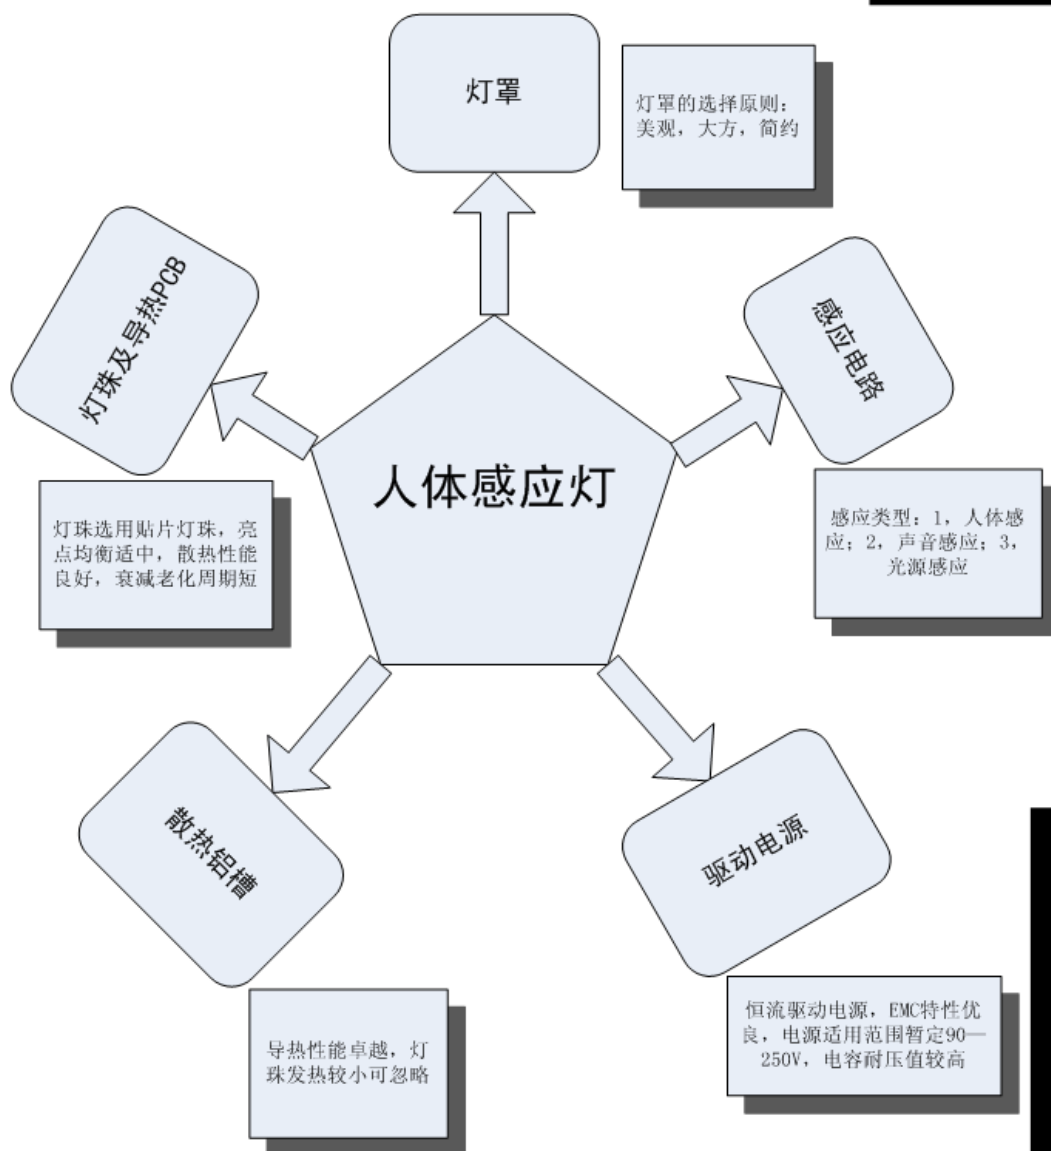 灯罩
灯罩的选择原则：
美观，大方，简约
灯珠及导热PCB
感应电路
人体感应灯
灯珠选用贴片灯珠，亮
点均衡适中，散热性能
良好，衰减老化周期短
感应类型：1，人体感
应；2，声音感应；3，
光源感应
散热铝槽
驱动电源
导热性能卓越，灯
珠发热较小可忽略
恒流驱动电源，EMC特性优
良，电源适用范围暂定90—
250V，电容耐压值较高